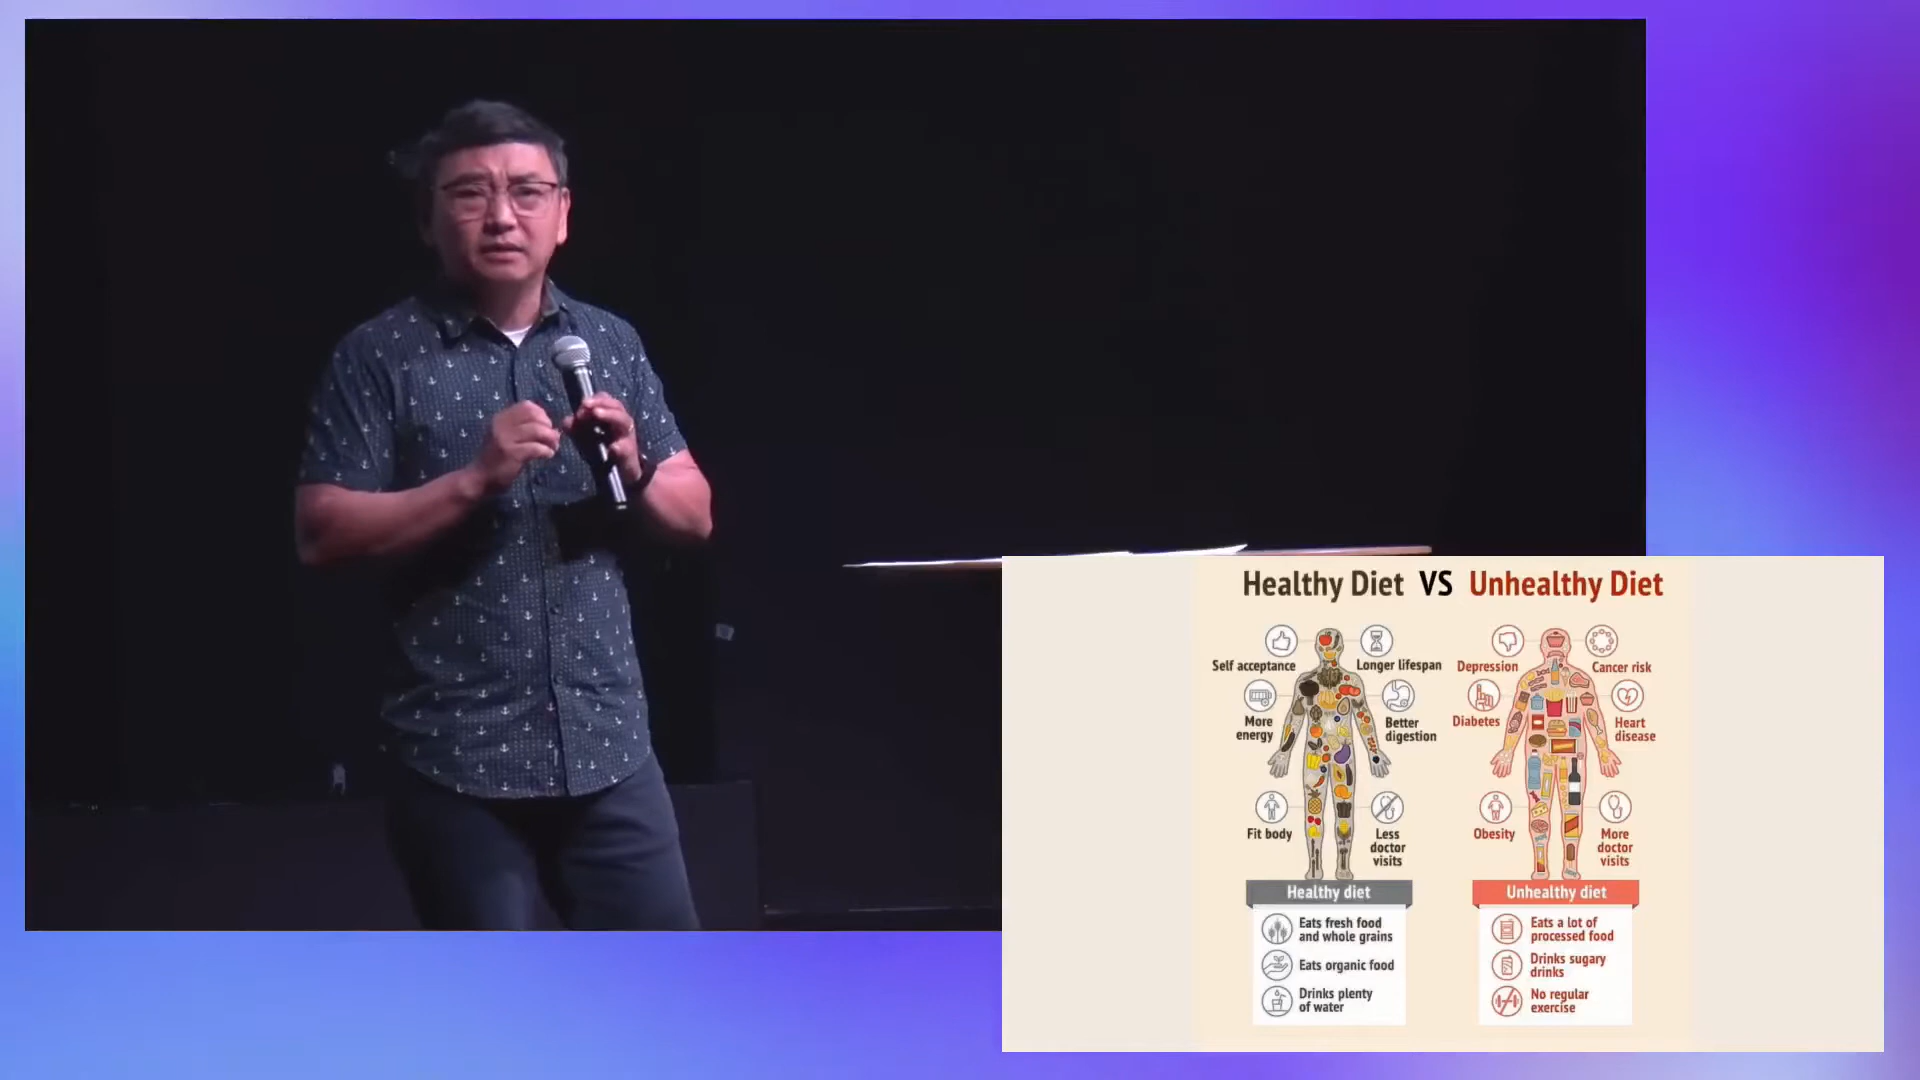 Healthy Diet VS Unhealthy Diet
Self acceptance
Longer lifespan
More
energy
Better
digestion
Fit body
Less
doctor
visits
Healthy diet
Eats fresh food
and whole grains
Eats organic food
Drinks plenty
of water
Depression
Cancer risk
Diabetes
Heart
disease
Obesity
More
doctor
visits
Unhealthy diet
Eats a lot of
processed food
Drinks sugary
drinks
No regular
exercise